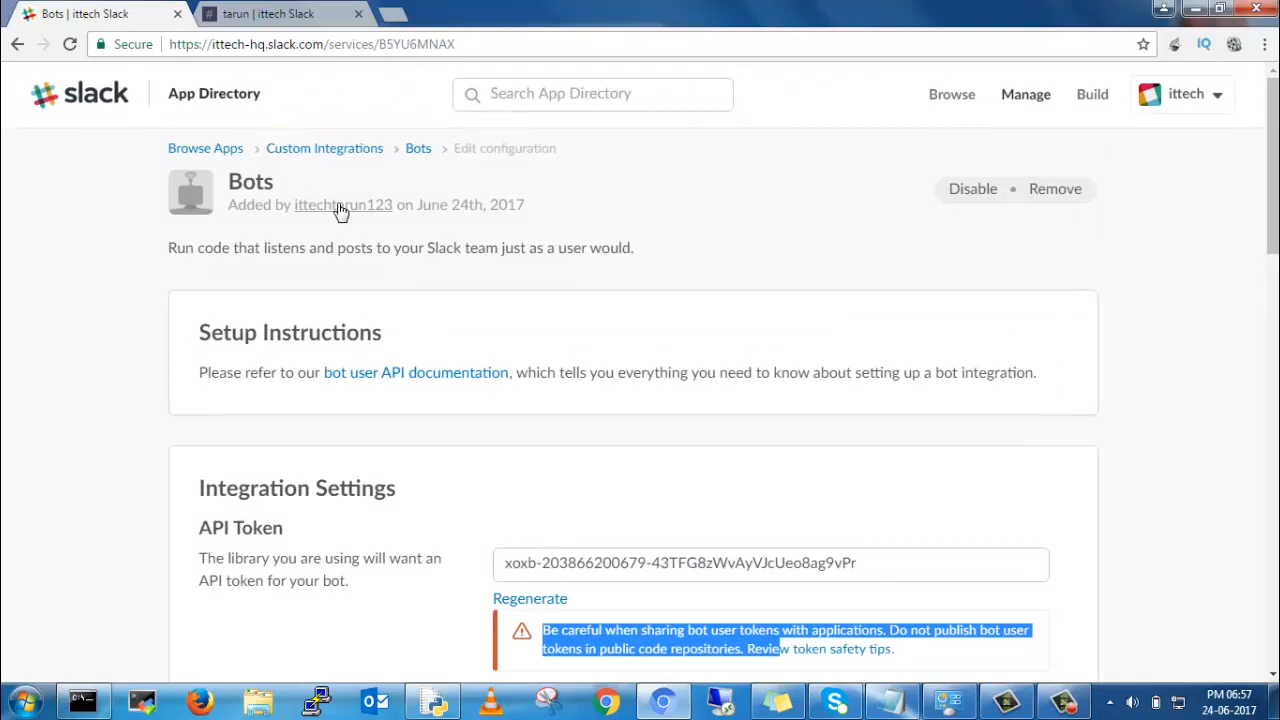 Bots | ittech Slack
tarun | ittech Slack
Secure
https://ittech-hq.slack.com/services/B5YU6MNAX
IQ
slack
App Directory
Search App Directory
Browse
Manage
Build
ittech
Browse Apps > Custom Integrations > Bots > Edit configuration
Bots
Added by ittechtarun123 on June 24th, 2017
Disable • Remove
Run code that listens and posts to your Slack team just as a user would.
Setup Instructions
Please refer to our bot user API documentation, which tells you everything you need to know about setting up a bot integration.
Integration Settings
API Token
The library you are using will want an
API token for your bot.
xoxb-203866200679-43TFG8zWvAyVJcUeo8ag9vPr
Regenerate
Be careful when sharing bot user tokens with applications. Do not publish bot user
tokens in public code repositories. Review token safety tips.
PM 06:57
24-06-2017